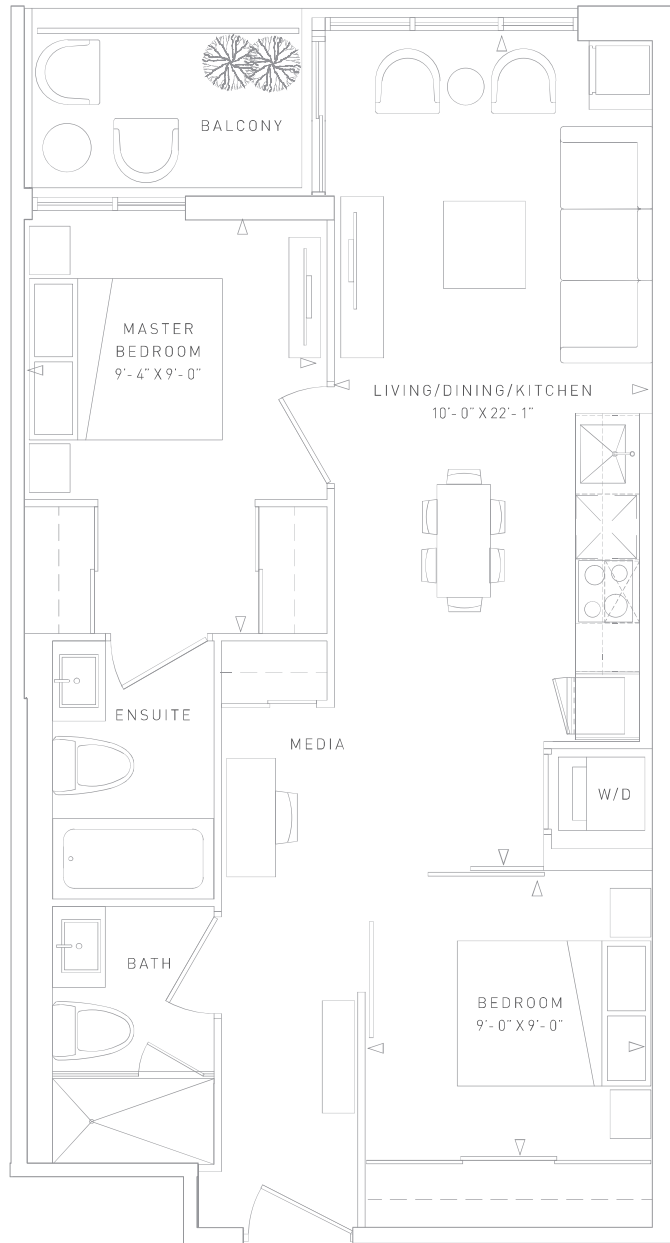 BALCONY
MASTER
BEDROOM
9'-4" X 9'-0"
LIVING/DINING/KITCHEN
10'-0" X 22'-1"
ENSUITE
MEDIA
W/D
BATH
BEDROOM
9'-0" X 9'-0"